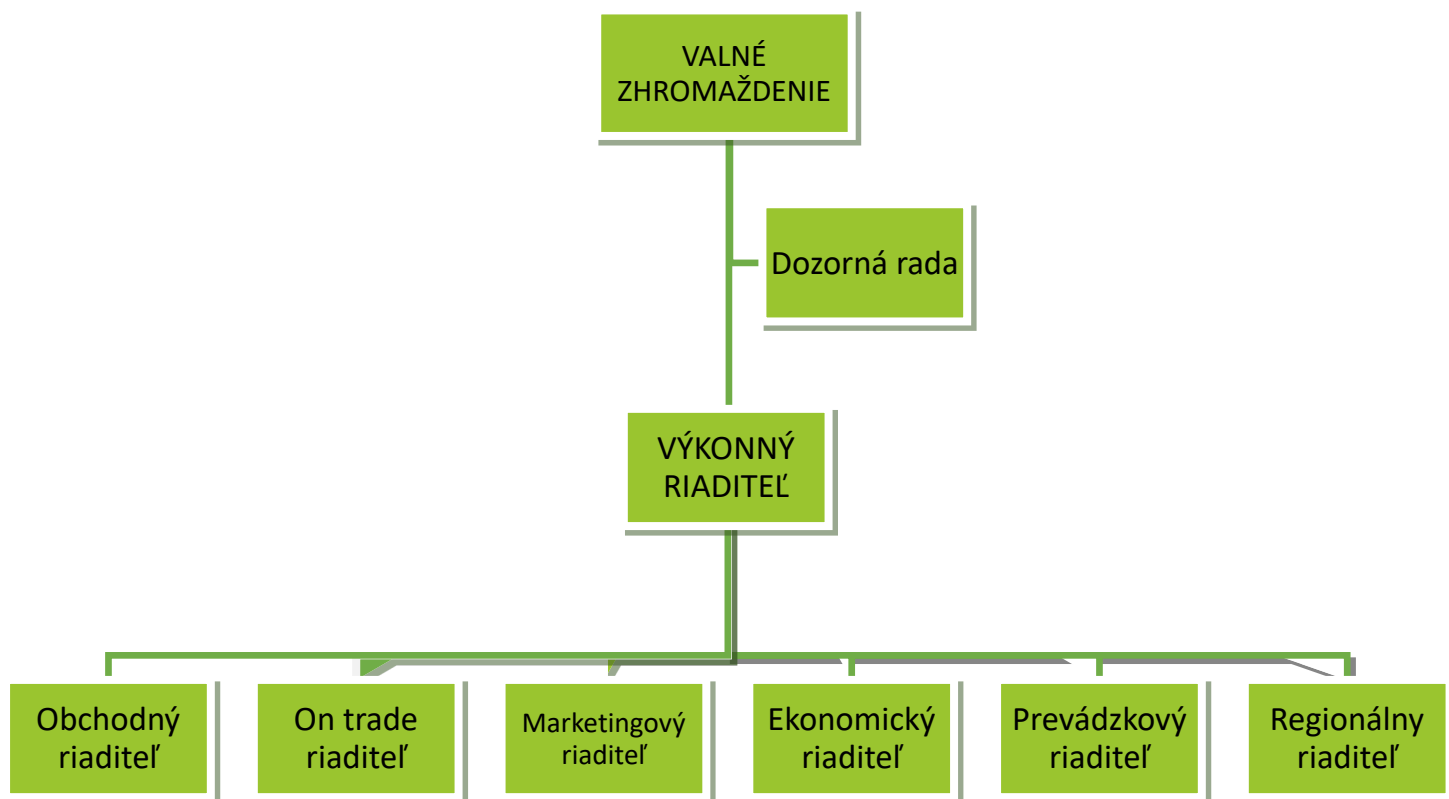 VALNÉ
ZHROMAŽDENIE
Dozorná rada
VÝKONNÝ
RIADITEĽ
Obchodný
riaditeľ
On trade
riaditeľ
Marketingový
riaditeľ
Ekonomický
riaditeľ
Prevádzkový
riaditeľ
Regionálny
riaditeľ